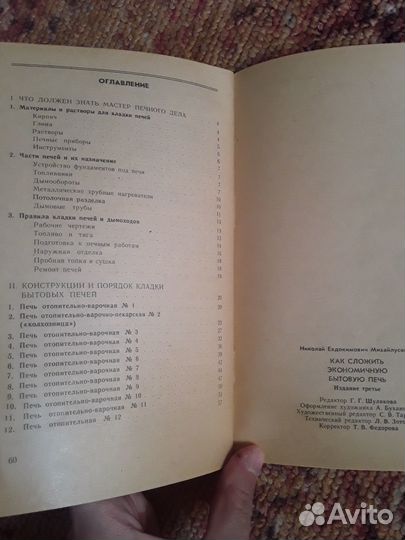 ОГЛАВЛЕНИЕ
I ЧТО ДОЛЖЕН ЗНАТЬ МАСТЕР ПЕЧНОГО ДЕЛА
1. Материалы и растворы для кладки печей
Кирпич
Глина
Растворы
Печные приборы
Инструменты
2. Части печей и их назначение
Устройство фундаментов под печи
Топливники
Дымообороты
Металлические трубные нагреватели
Потолочная разделка
Дымовые трубы
3. Правила кладки печей и дымоходов
Рабочие чертежи
Топливо и тяга
Подготовка к печным работам
Наружная отделка
Пробная топка и сушка
Ремонт печей
II. КОНСТРУКЦИИ И ПОРЯДОК КЛАДКИ
БЫТОВЫХ ПЕЧЕЙ
1. Печь отопительно-варочная № 1
2. Печь отопительно-варочно-пекарская № 2
(«колхозница»)
3. Печь отопительно-варочная № 3
4. Печь отопительно-варочная № 4
5. Печь отопительно-варочная № 5
6. Печь отопительно-варочная № 6
7. Печь отопительно-варочная № 7
8. Печь отопительно-варочная № 8
9. Печь отопительно-варочная № 9
10. Печь отопительно-варочная № 10
11. Печь отопительно-варочная № 11
12. Печь отопительная № 12
60
Николай Евдокимович
КАК СЛОЖИТЬ
ЭКОНОМИЧНУЮ
БЫТОВУЮ ПЕЧЬ
Издание третье
Редактор Г. Г. Шулакова
Оформление художника А.
Художественный редактор С. В.
Технический редактор Л. В.
Корректор Т. В. Федорова
Avito